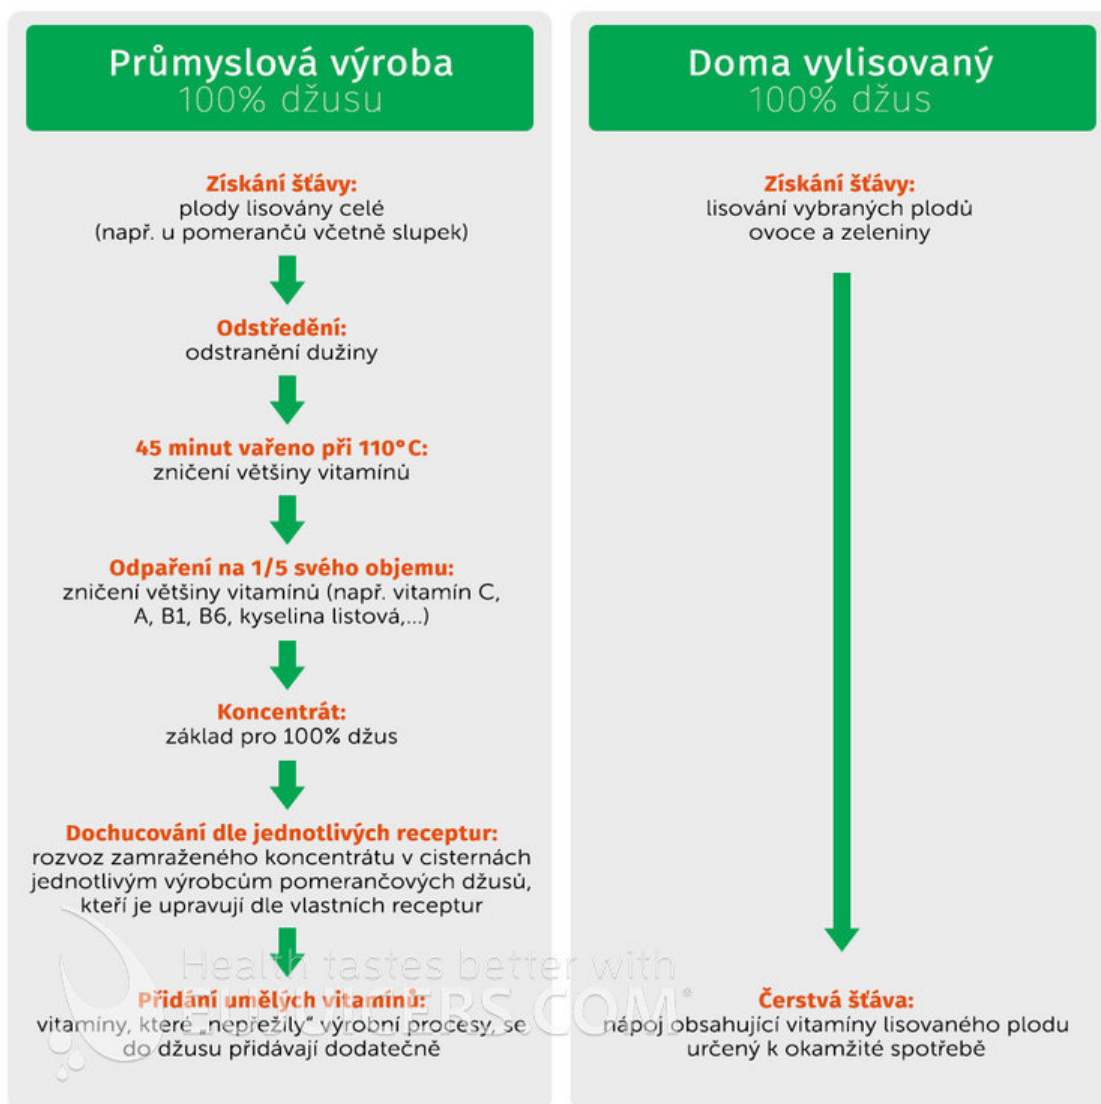 Průmyslová výroba
100% džusu
Získání šťávy:
plody lisovány celé
(např. u pomerančů včetně slupek)
Odstředění:
odstranění dužiny
45 minut vařeno při 110°C:
zničení většiny vitamínů
Odpaření na 1/5 svého objemu:
zničení většiny vitamínů (např. vitamín C,
A, B1, B6, kyselina listová,...)
Koncentrát:
základ pro 100% džus
Dochucování dle jednotlivých receptur:
rozvoz zamraženého koncentrátu v cisternách
jednotlivým výrobcům pomerančových džusů,
kteří je upravují dle vlastních receptur
Přidání umělých vitamínů:
vitamíny, které „nepřežily" výrobní procesy, se
do džusu přidávají dodatečně
Doma vylisovaný
100% džus
Získání šťávy:
lisování vybraných plodů
ovoce a zeleniny
Čerstvá šťáva:
nápoj obsahující vitamíny lisovaného plodu
určený k okamžité spotřebě
Health tastes better with